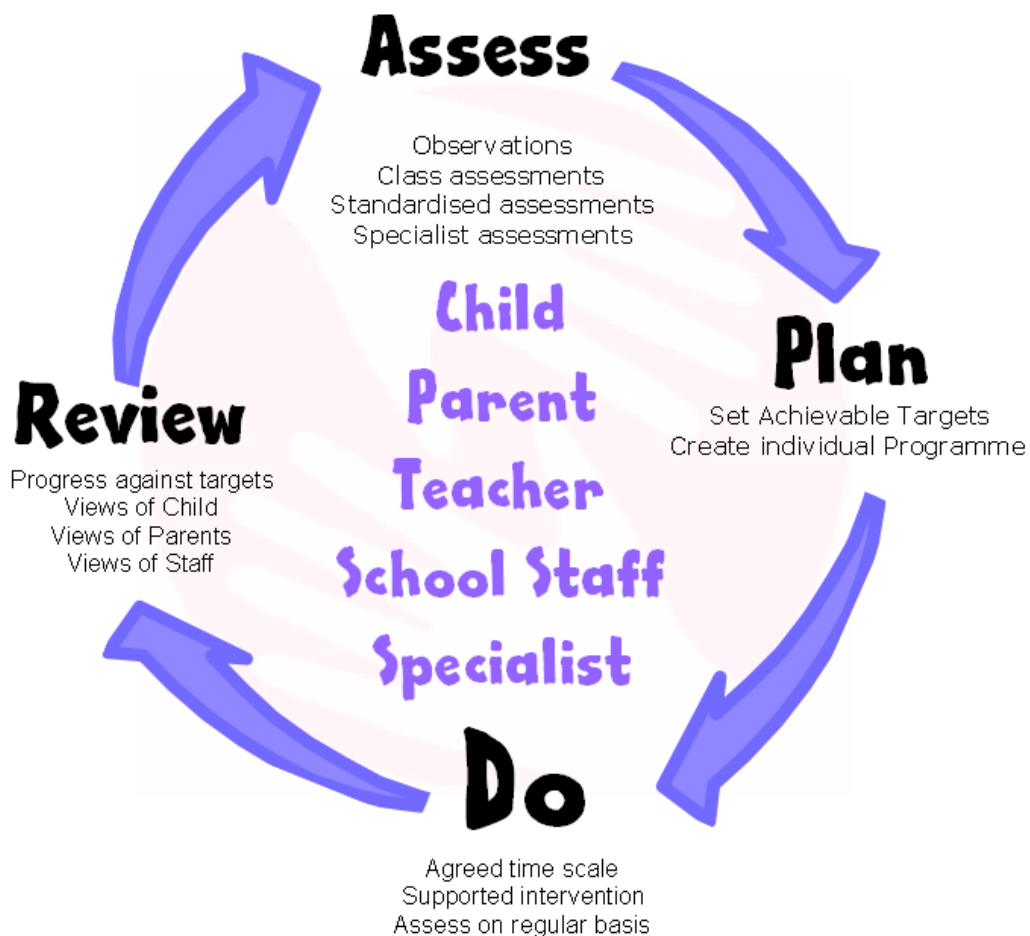 Assess
Observations
Class assessments
Standardised assessments
Specialist assessments
Child
Parent
Teacher
School Staff
Specialist
Plan
Set Achievable Targets
Create individual Programme
Do
Agreed time scale
Supported intervention
Assess on regular basis
Review
Progress against targets
Views of Child
Views of Parents
Views of Staff